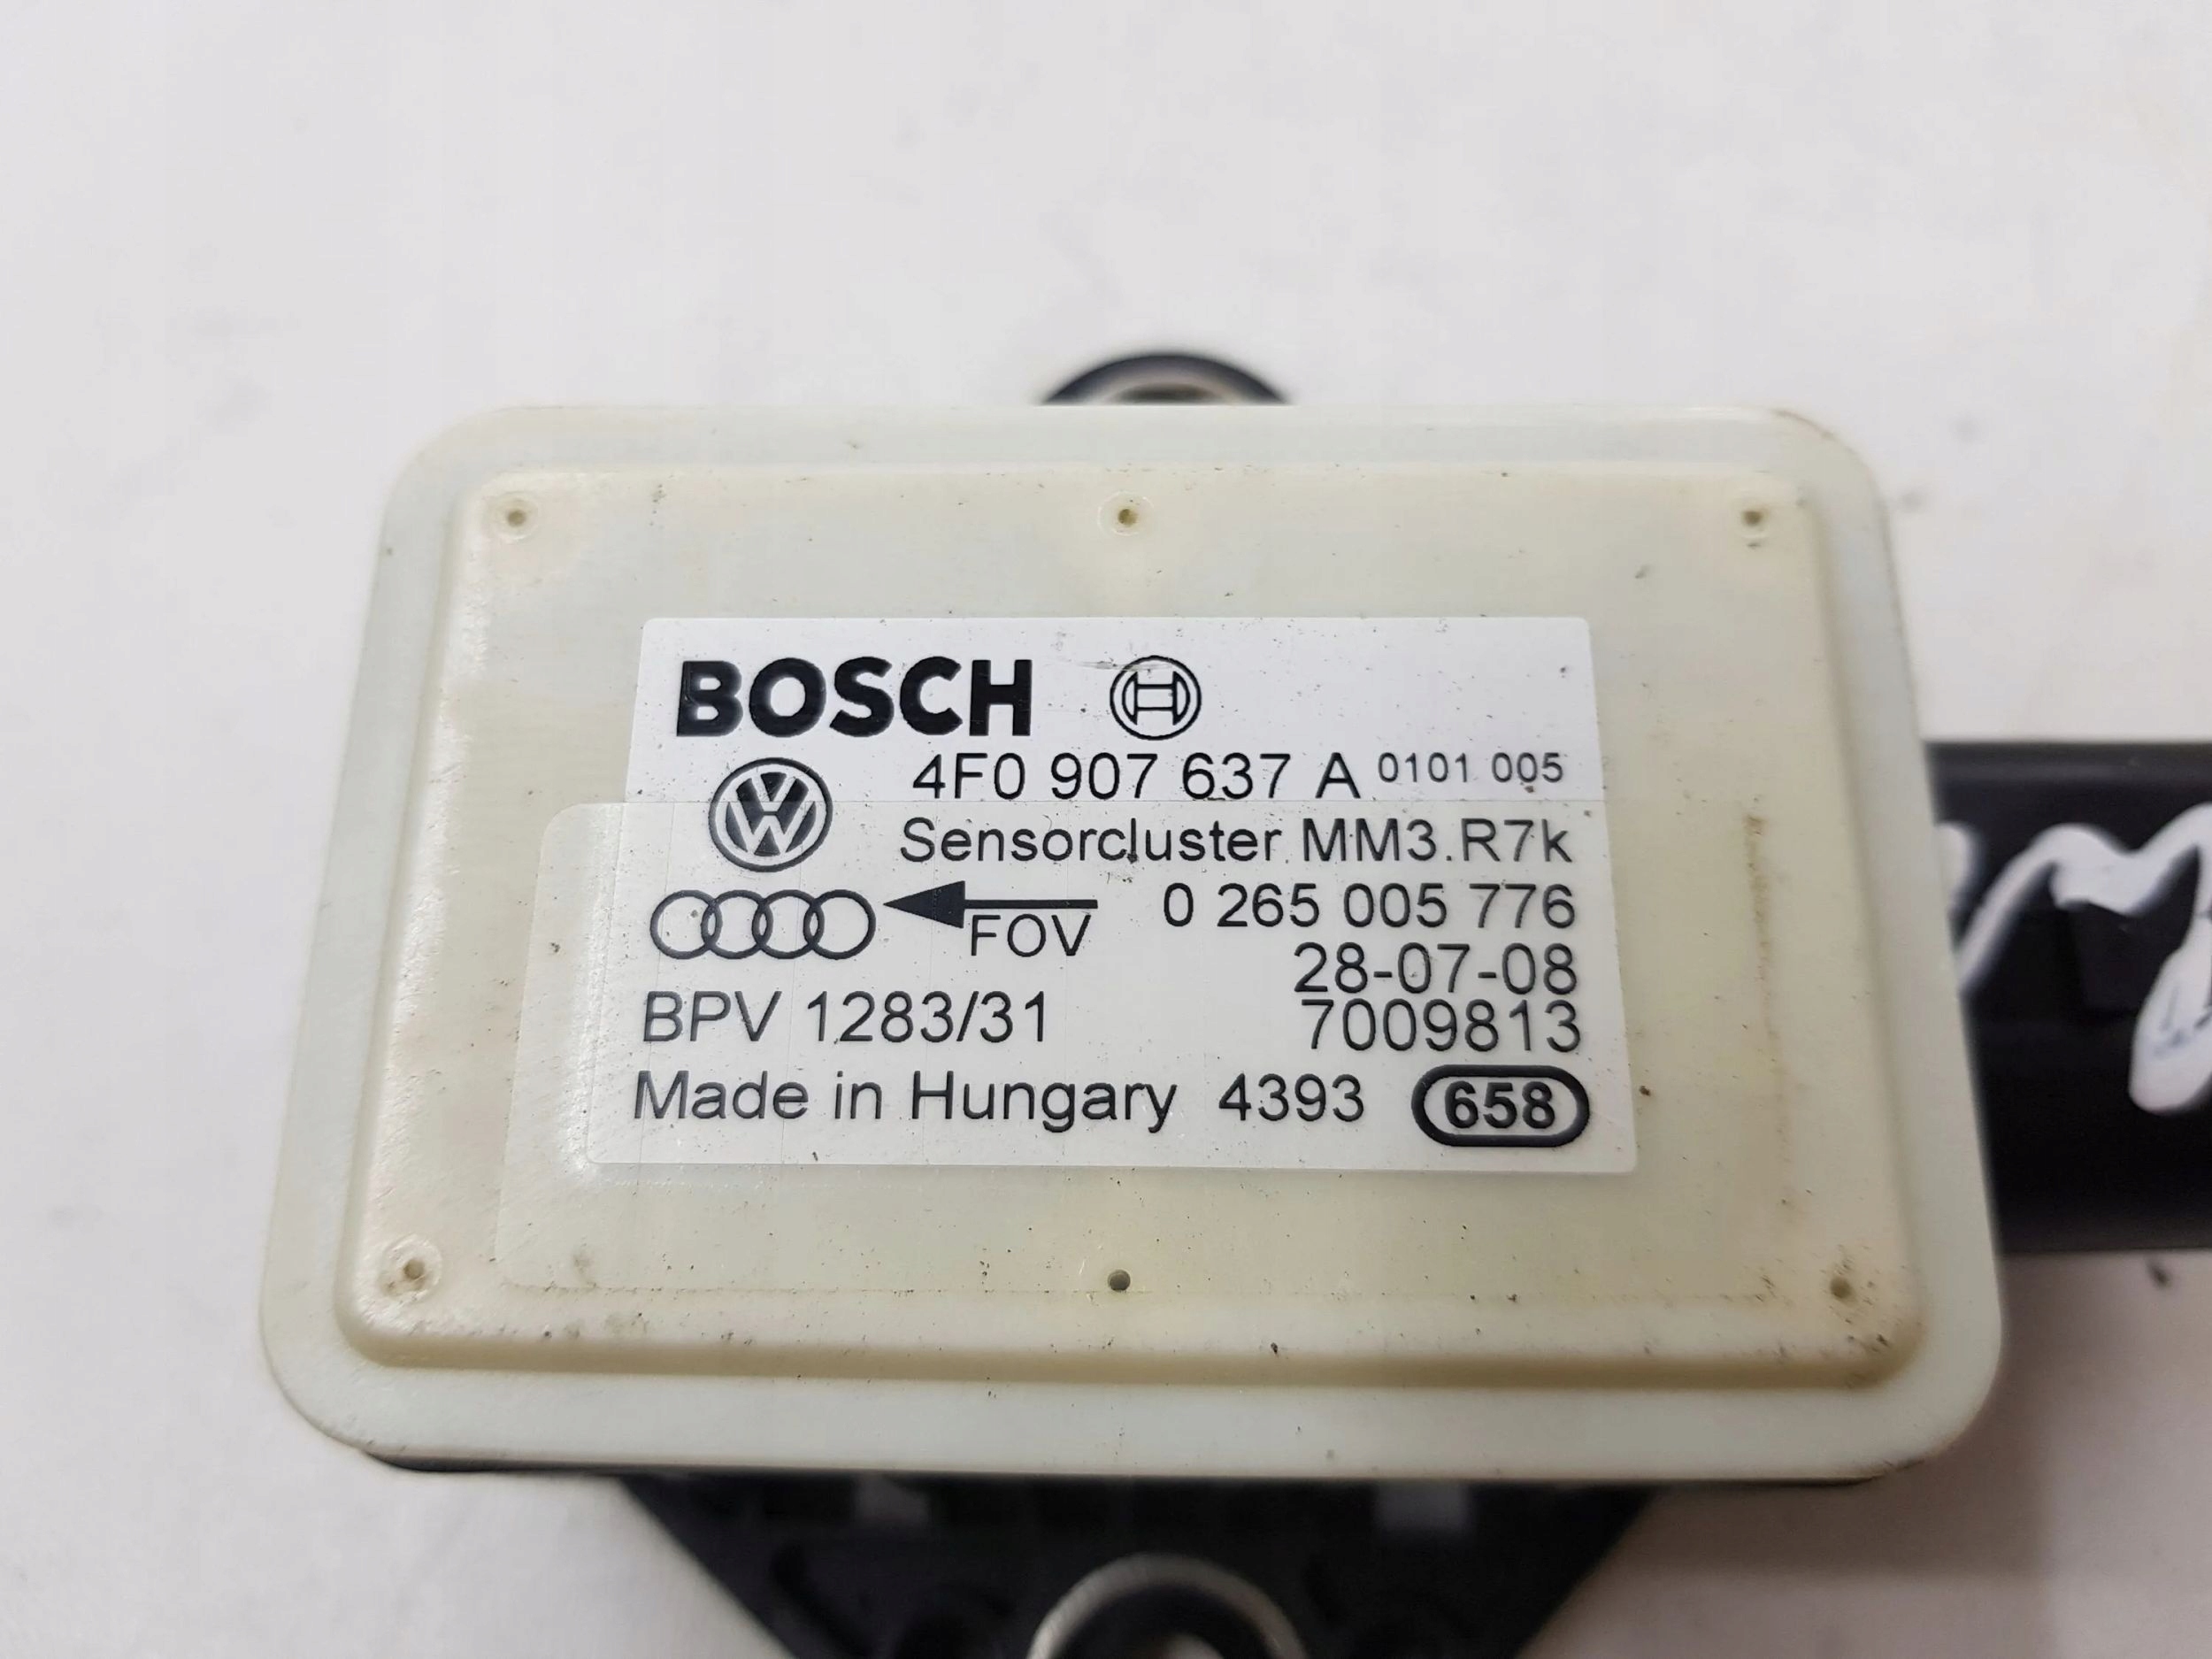 BOSCH
4F0 907 637 A 0101 005
Sensorcluster MM3.R7k
FOV 0 265 005 776
28-07-08
BPV 1283/31 7009813
Made in Hungary 4393 658